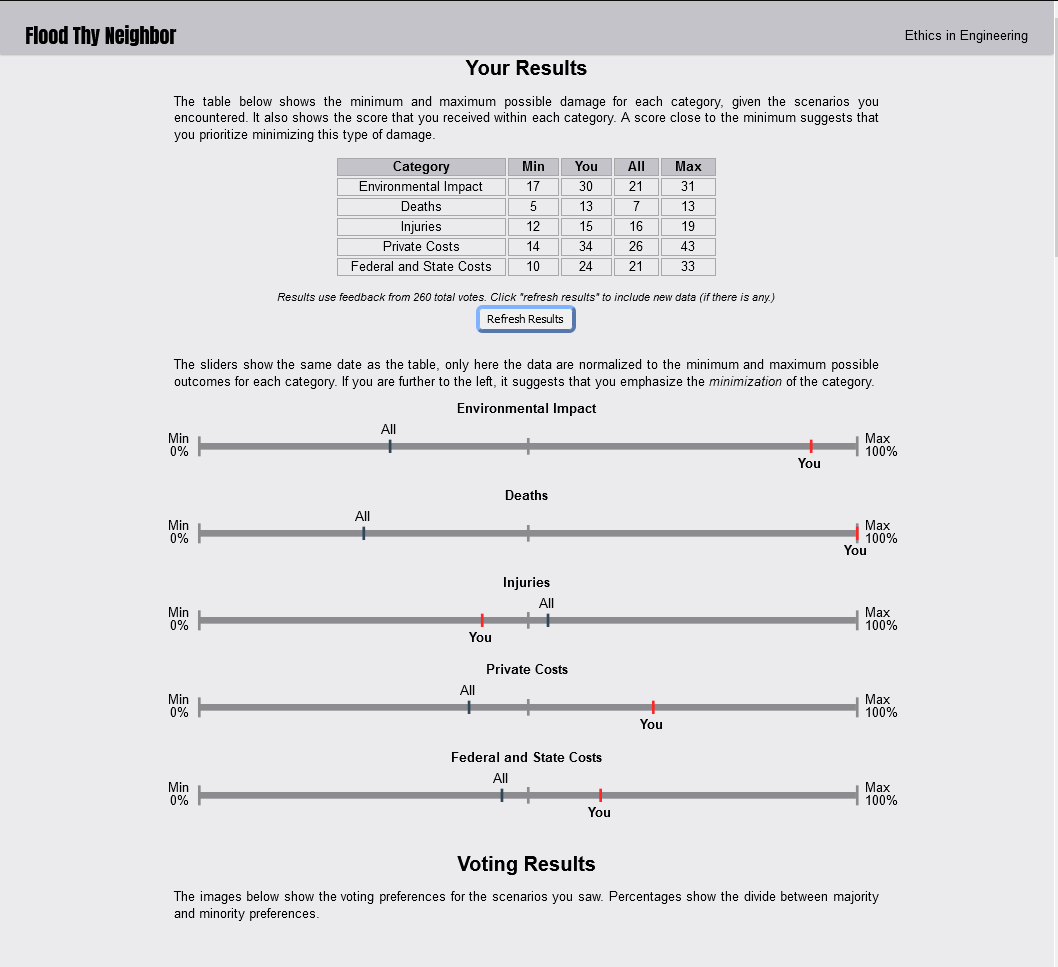 Flood Thy Neighbor
Ethics in Engineering
Your Results
The table below shows the minimum and maximum possible damage for each category, given the scenarios you
encountered. It also shows the score that you received within each category. A score close to the minimum suggests that
you prioritize minimizing this type of damage.
Category Min You All Max
Environmental Impact 17 30 21 31
Deaths 5 13 7 13
Injuries 12 15 16 19
Private Costs 14 34 26 43
Federal and State Costs 10 24 21 33
Results use feedback from 260 total votes. Click "refresh results" to include new data (if there is any.)
Refresh Results
The sliders show the same date as the table, only here the data are normalized to the minimum and maximum possible
outcomes for each category. If you are further to the left, it suggests that you emphasize the minimization of the category.
Environmental Impact
All
Min Max
0% 100%
You
Deaths
All
Min Max
0% 100%
You
Injuries
All
Min Max
0% 100%
You
Private Costs
All
Min Max
0% 100%
You
Federal and State Costs
All
Min Max
0% 100%
You
Voting Results
The images below show the voting preferences for the scenarios you saw. Percentages show the divide between majority
and minority preferences.